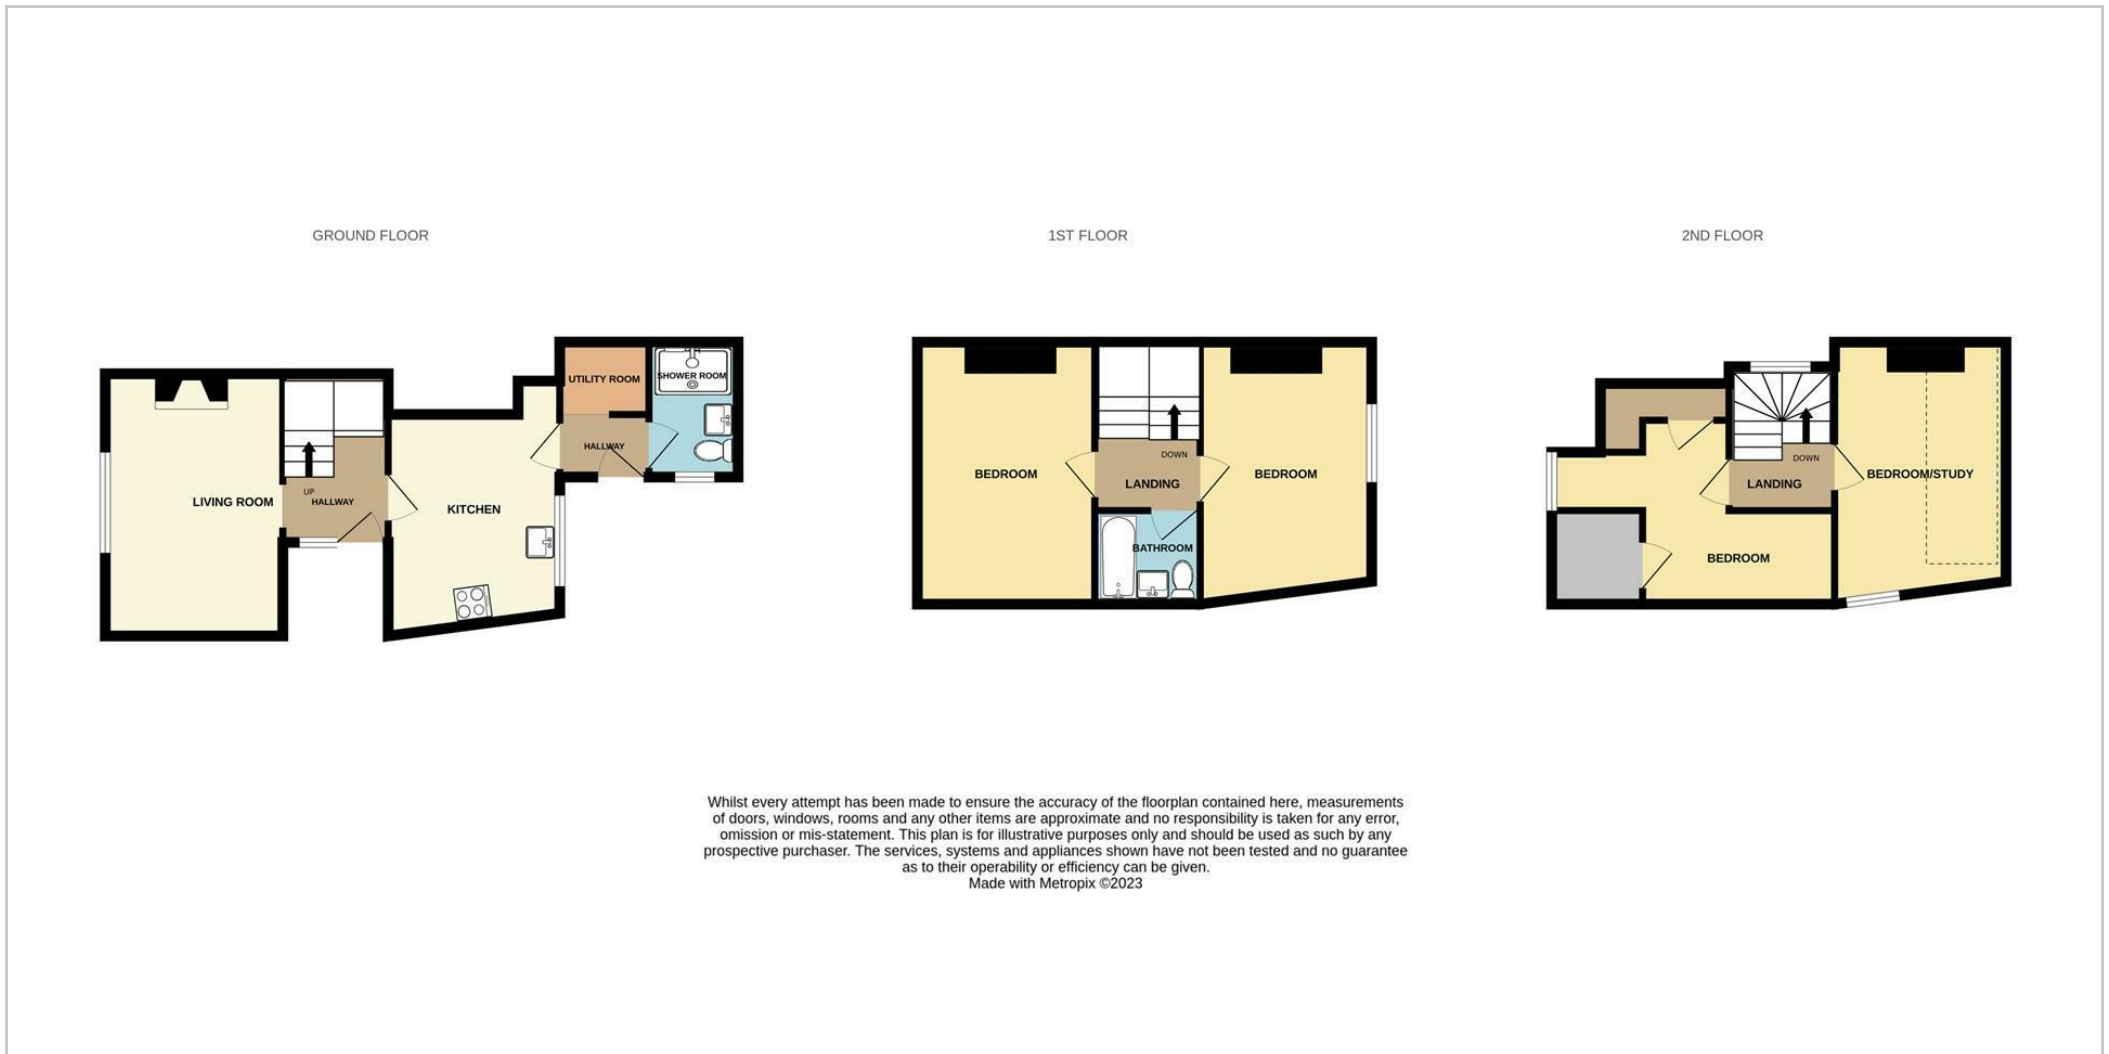 GROUND FLOOR
1ST FLOOR
2ND FLOOR
UTILITY ROOM
SHOWER ROOM
HALLWAY
LIVING ROOM
UP
HALLWAY
KITCHEN
BEDROOM
DOWN
LANDING
BEDROOM
BATHROOM
DOWN
LANDING
BEDROOM/STUDY
BEDROOM
Whilst every attempt has been made to ensure the accuracy of the floorplan contained here, measurements
of doors, windows, rooms and any other items are approximate and no responsibility is taken for any error,
omission or mis-statement. This plan is for illustrative purposes only and should be used as such by any
prospective purchaser. The services, systems and appliances shown have not been tested and no guarantee
as to their operability or efficiency can be given.
Made with Metropix ©2023